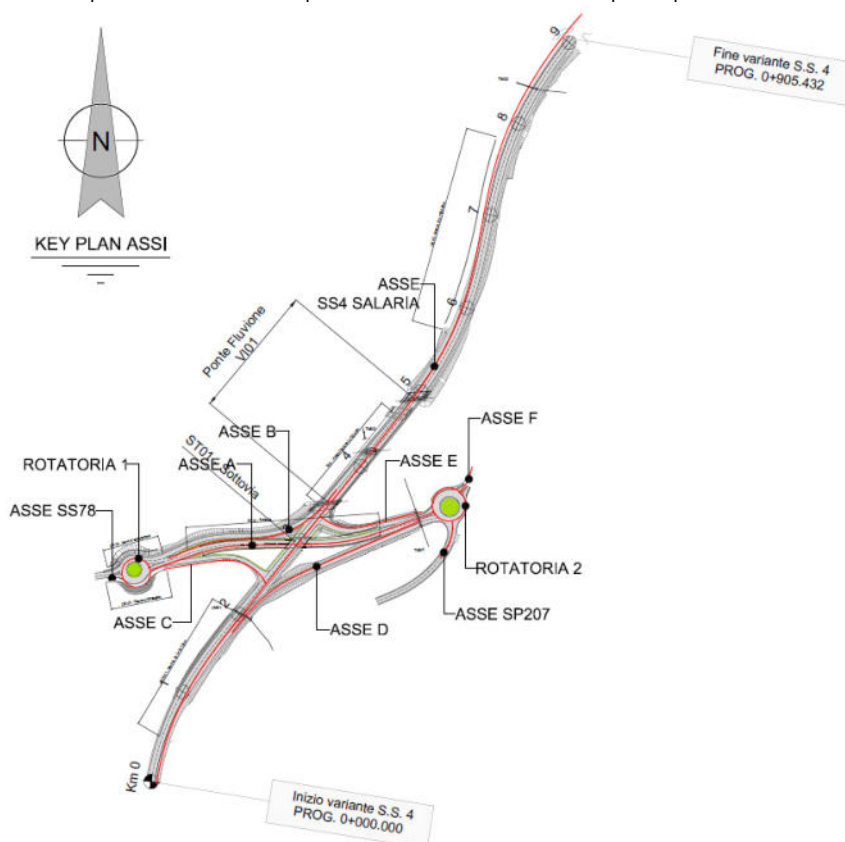 9
Fine variante S.S. 4
PROG. 0+905.432
N
8
KEY PLAN ASSI
7
ASSE
SS4 SALARIA
6
Ponte Fluvione
VI01
5
ASSE F
ASSE B
4
ST01 - Sottovia
ROTATORIA 1
ASSE A
ASSE E
ASSE SS78
ROTATORIA 2
ASSE C
2
ASSE D
ASSE SP207
1
Km 0
Inizio variante S.S. 4
PROG. 0+000.000